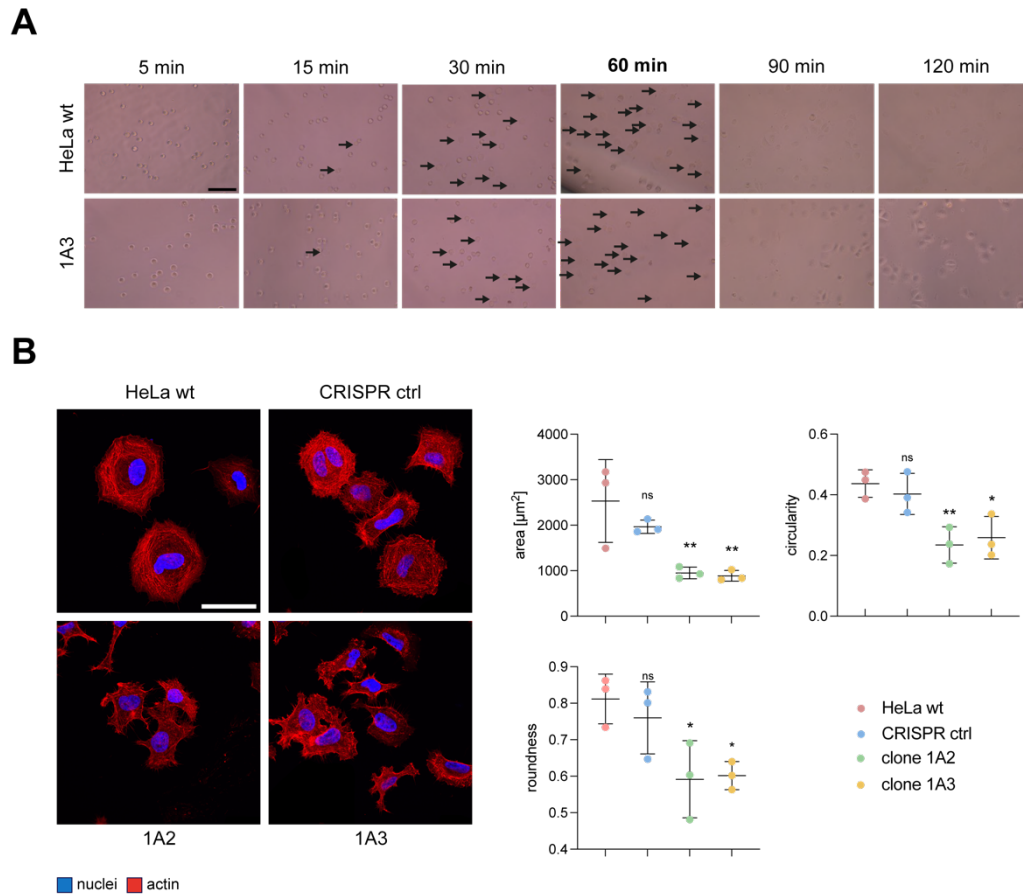 A
5 min 15 min 30 min 60 min 90 min 120 min
HeLa wt
1A3
B
HeLa wt CRISPR ctrl
1A2 1A3
nuclei actin
area [µm²]
4000
3000
2000
1000
0
ns
**
**
circularity
0.6
0.4
0.2
0.0
ns
**
*
roundness
0.9
0.8
0.7
0.6
0.5
0.4
ns
*
*
HeLa wt
CRISPR ctrl
clone 1A2
clone 1A3